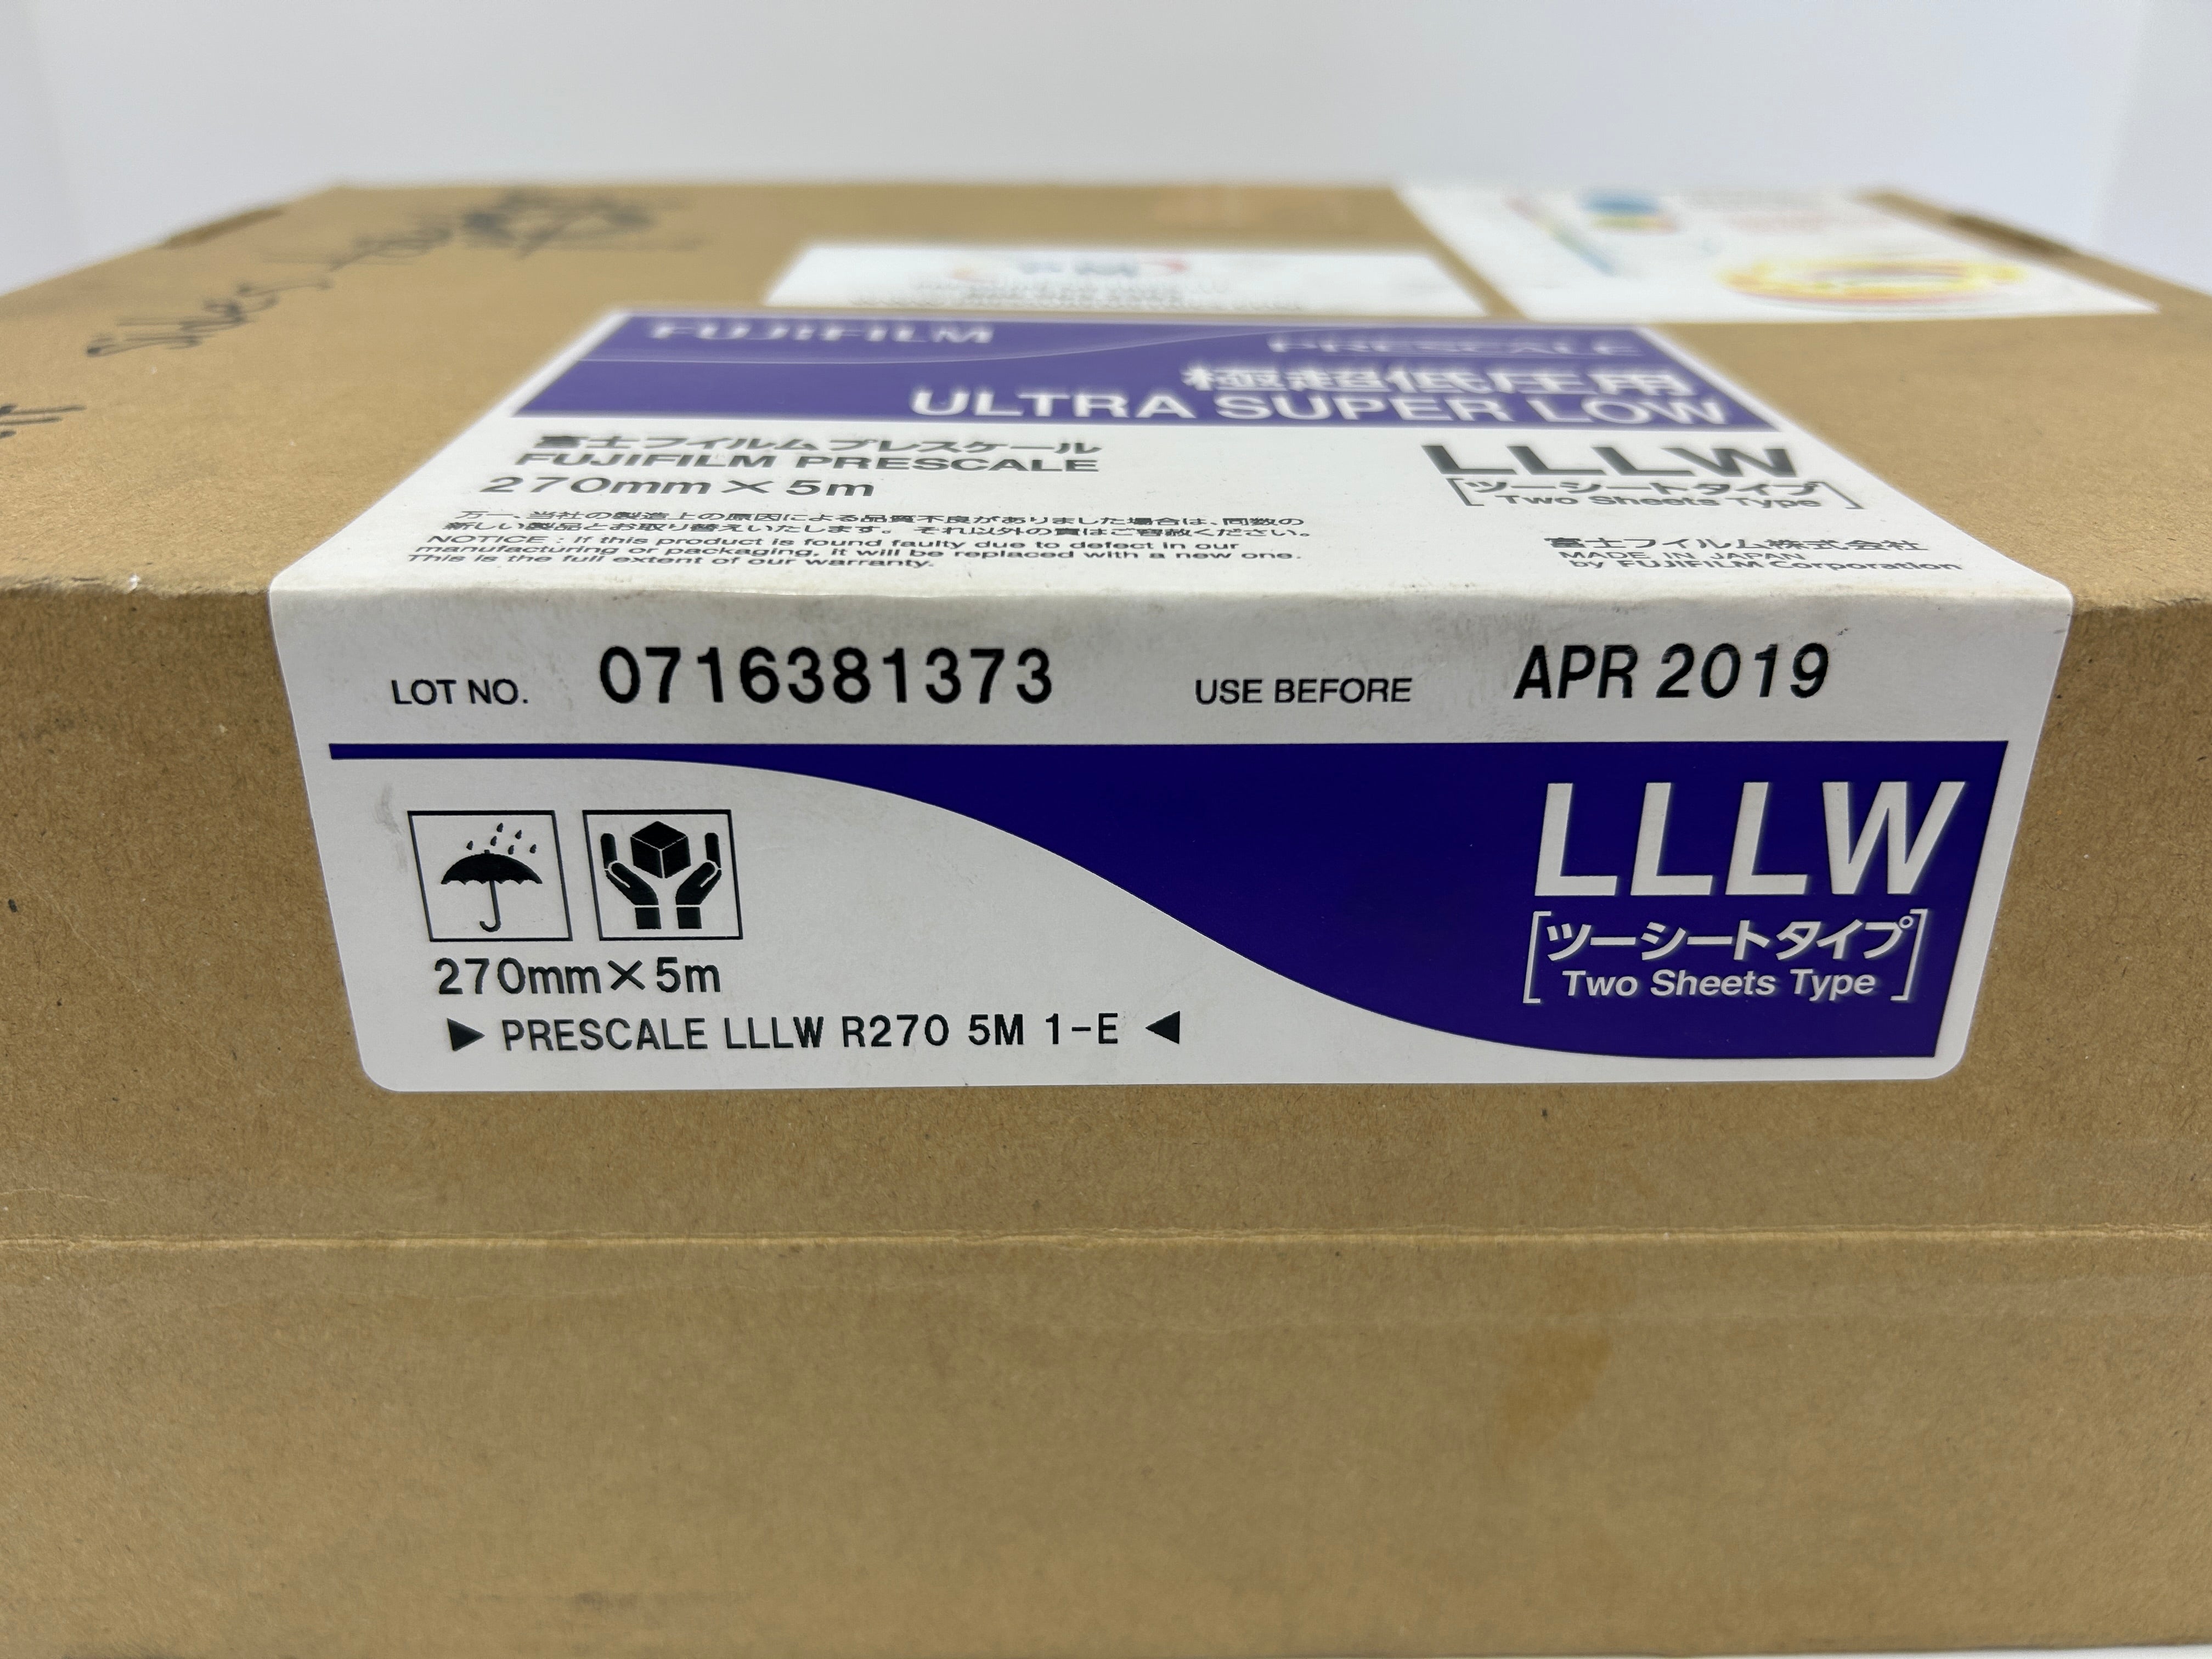 FUJIFILM
PRESCALE
極超低圧用
ULTRA SUPER LOW
富士フイルムプレスケール
FUJIFILM PRESCALE
270mm×5m
LLLW
[ツーシートタイプ
Two Sheets Type]
万一、当社の製造上の原因による品質不良がありました場合は、同数の
新しい製品とお取り替えいたします。それ以外の責はご容赦ください。
NOTICE : If this product is found faulty due to defect in our
manufacturing or packaging, it will be replaced with a new one.
This is the full extent of our warranty.
富士フイルム株式会社
MADE IN JAPAN
by FUJIFILM Corporation
LOT NO. 0716381373 USE BEFORE APR 2019
LLLW
[ツーシートタイプ
Two Sheets Type]
270mm×5m
▶ PRESCALE LLLW R270 5M 1-E ◀